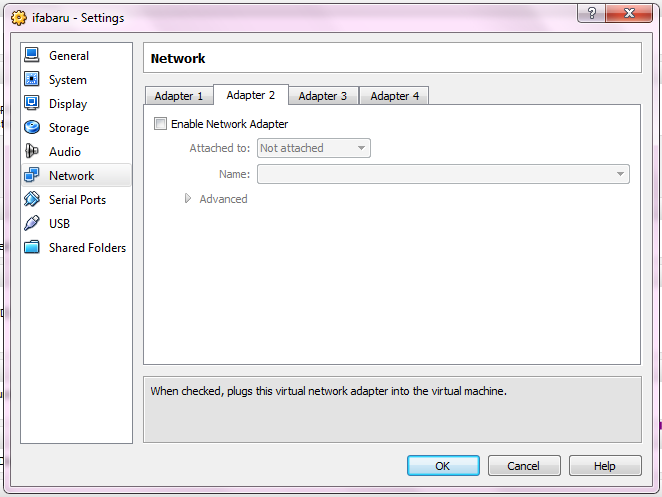 ifabaru - Settings
General
System
Display
Storage
Audio
Network
Serial Ports
USB
Shared Folders
Network
Adapter 1 Adapter 2 Adapter 3 Adapter 4
Enable Network Adapter
Attached to: Not attached
Name:
Advanced
When checked, plugs this virtual network adapter into the virtual machine.
OK Cancel Help